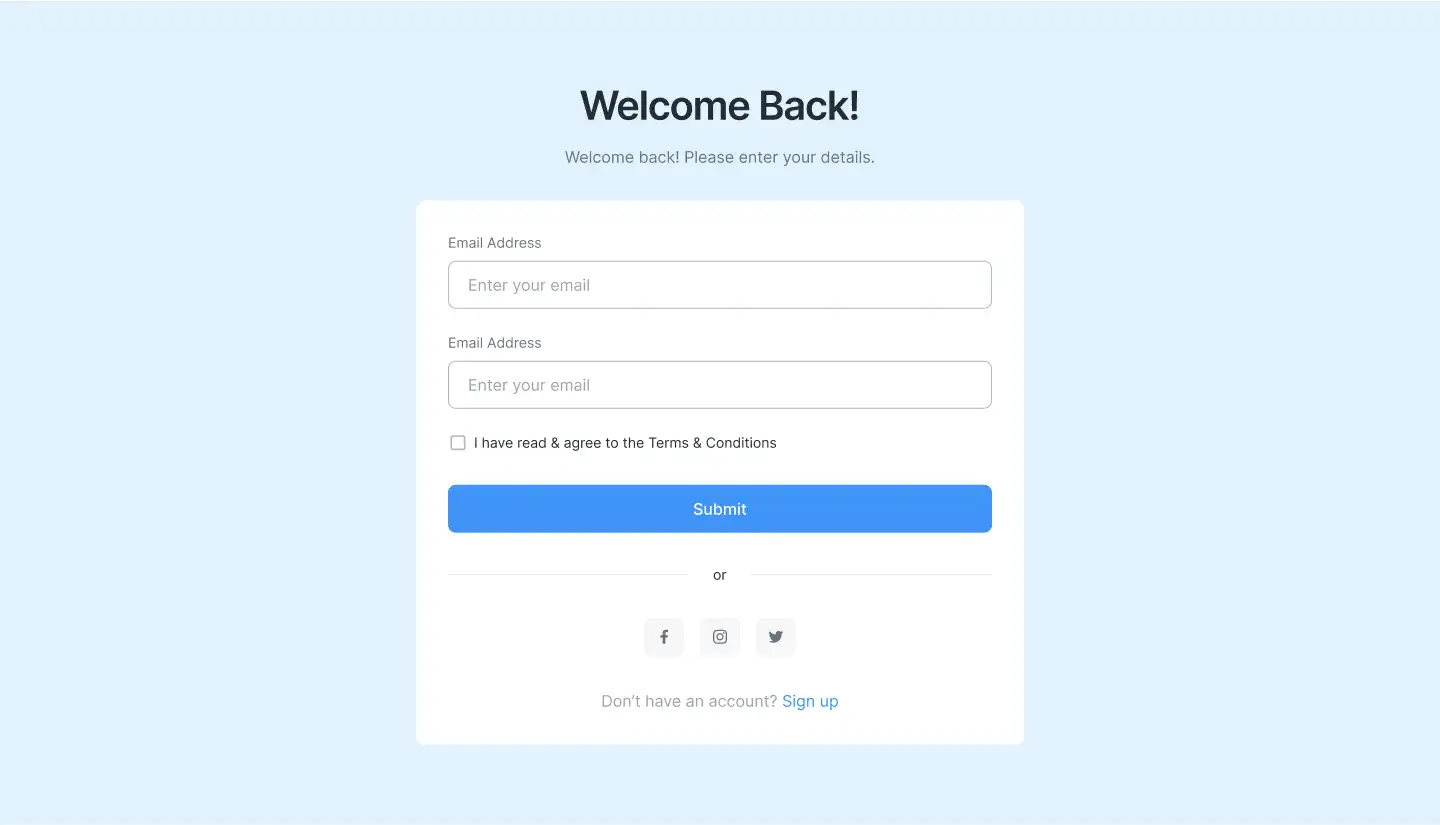 Welcome Back!
Welcome back! Please enter your details.
Email Address
Enter your email
Email Address
Enter your email
I have read & agree to the Terms & Conditions
Submit
or
Don’t have an account? Sign up